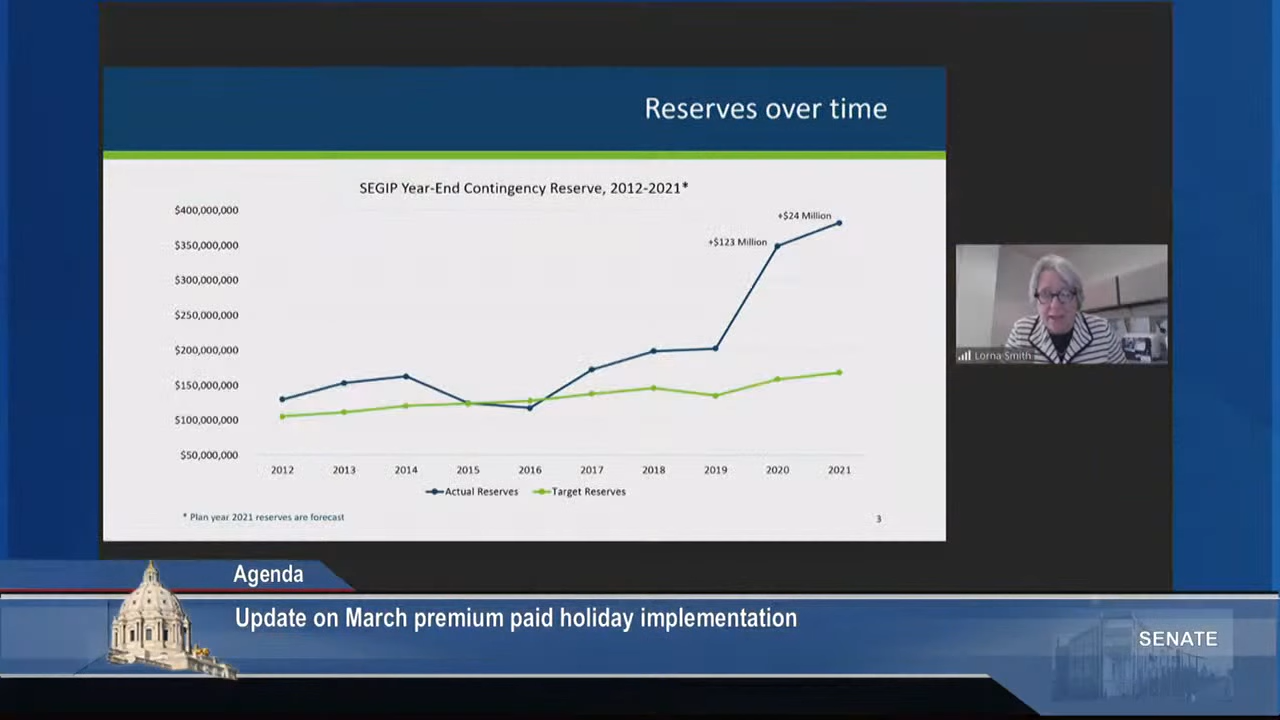 Reserves over time
SEGIP Year-End Contingency Reserve, 2012-2021*
$400,000,000
$350,000,000
$300,000,000
$250,000,000
$200,000,000
$150,000,000
$100,000,000
$50,000,000
+$24 Million
+$123 Million
2012 2013 2014 2015 2016 2017 2018 2019 2020 2021
Actual Reserves Target Reserves
* Plan year 2021 reserves are forecast
3
Lorna Smith
Agenda
Update on March premium paid holiday implementation
SENATE